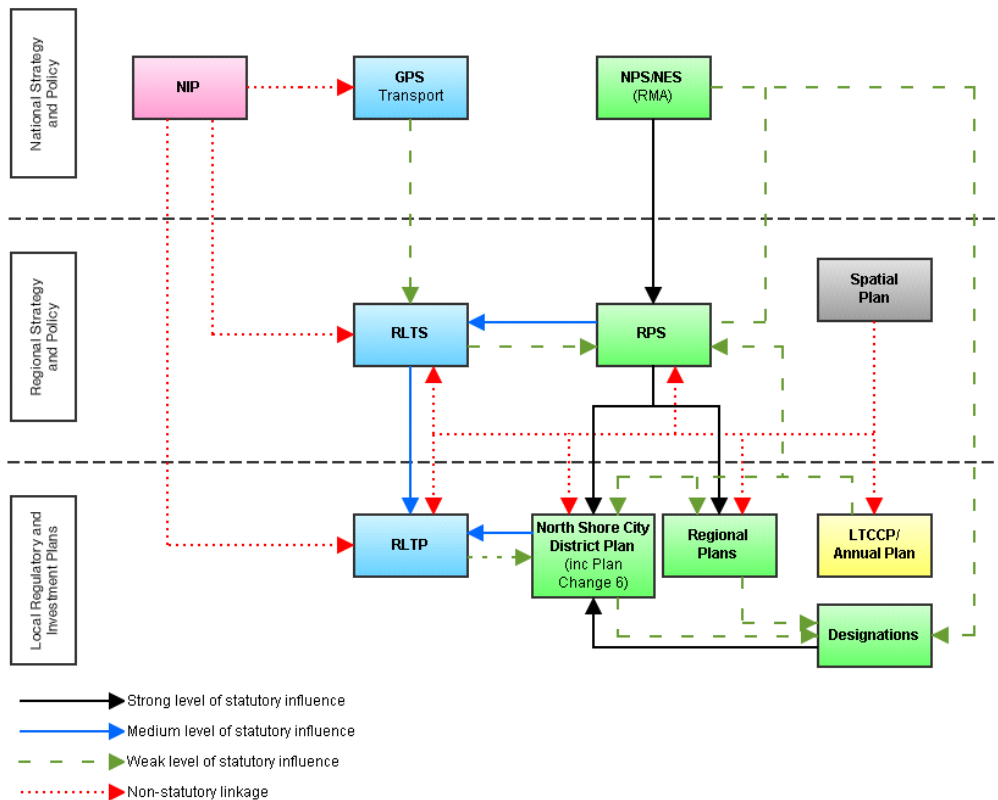 National Strategy
and Policy
NIP
GPS
Transport
NPS/NES
(RMA)
Regional Strategy
and Policy
RLTS
RPS
Spatial
Plan
Local Regulatory and
Investment Plans
RLTP
North Shore City
District Plan
(inc Plan
Change 6)
Regional
Plans
LTCCP/
Annual Plan
Designations
Strong level of statutory influence
Medium level of statutory influence
Weak level of statutory influence
Non-statutory linkage